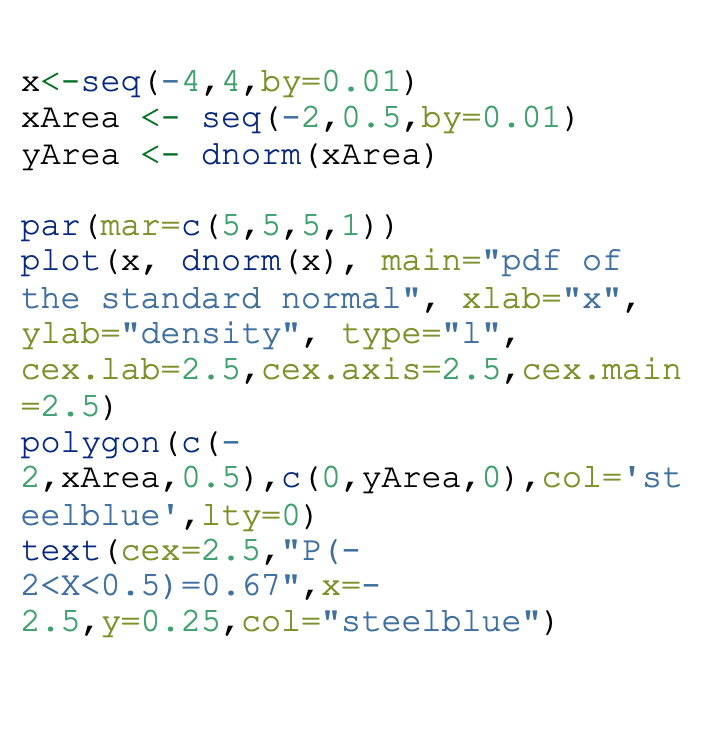 x<-seq(-4,4,by=0.01)
xArea <- seq(-2,0.5,by=0.01)
yArea <- dnorm(xArea)
par(mar=c(5,5,5,1))
plot(x, dnorm(x), main="pdf of
the standard normal", xlab="x",
ylab="density", type="l",
cex.lab=2.5,cex.axis=2.5,cex.main
=2.5)
polygon(c(-
2,xArea,0.5),c(0,yArea,0),col='st
eelblue',lty=0)
text(cex=2.5,"P(-
2<X<0.5)=0.67",x=-
2.5,y=0.25,col="steelblue")